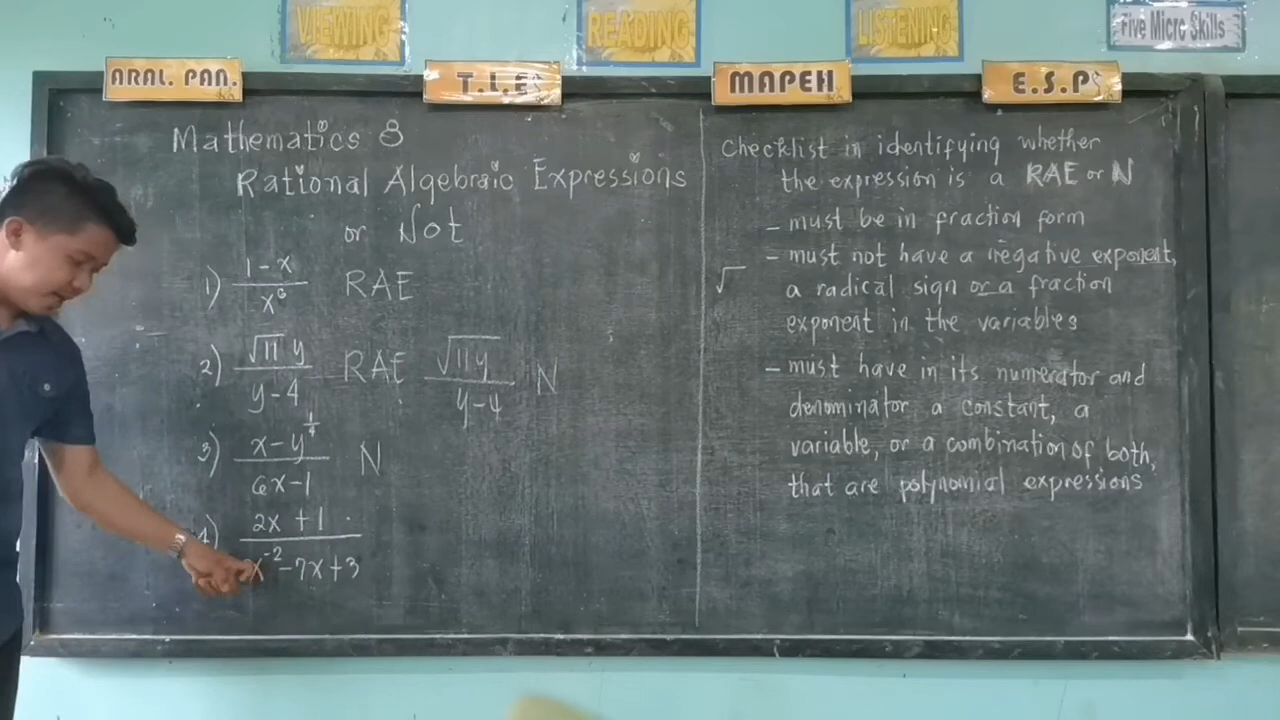 VIEWING
READING
LISTENING
Five Micro Skills
ARAL. PAN.
T.L.E
MAPEH
E.S.P
Mathematics 8
Rational Algebraic Expressions
or Not
1) (1-x)/x⁶ RAE
2) (√11 y)/(y-4) RAE √(11y)/(y-4) N
3) (x-y^(1/4))/(6x-1) N
4) (2x+1)/(x⁻²-7x+3)
Checklist in identifying whether
the expression is a RAE or N
- must be in fraction form
- must not have a negative exponent,
√ a radical sign or a fraction
exponent in the variables
- must have in its numerator and
denominator a constant, a
variable, or a combination of both,
that are polynomial expressions